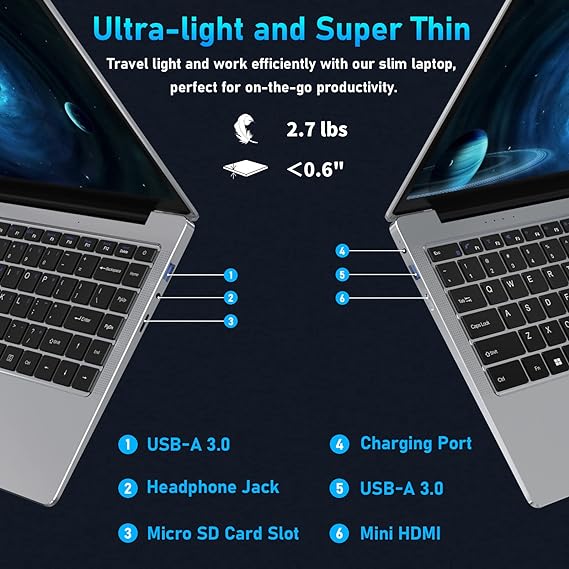 Ultra-light and Super Thin
Travel light and work efficiently with our slim laptop,
perfect for on-the-go productivity.
2.7 lbs
<0.6"
1
2
3
4
5
6
1 USB-A 3.0
2 Headphone Jack
3 Micro SD Card Slot
4 Charging Port
5 USB-A 3.0
6 Mini HDMI